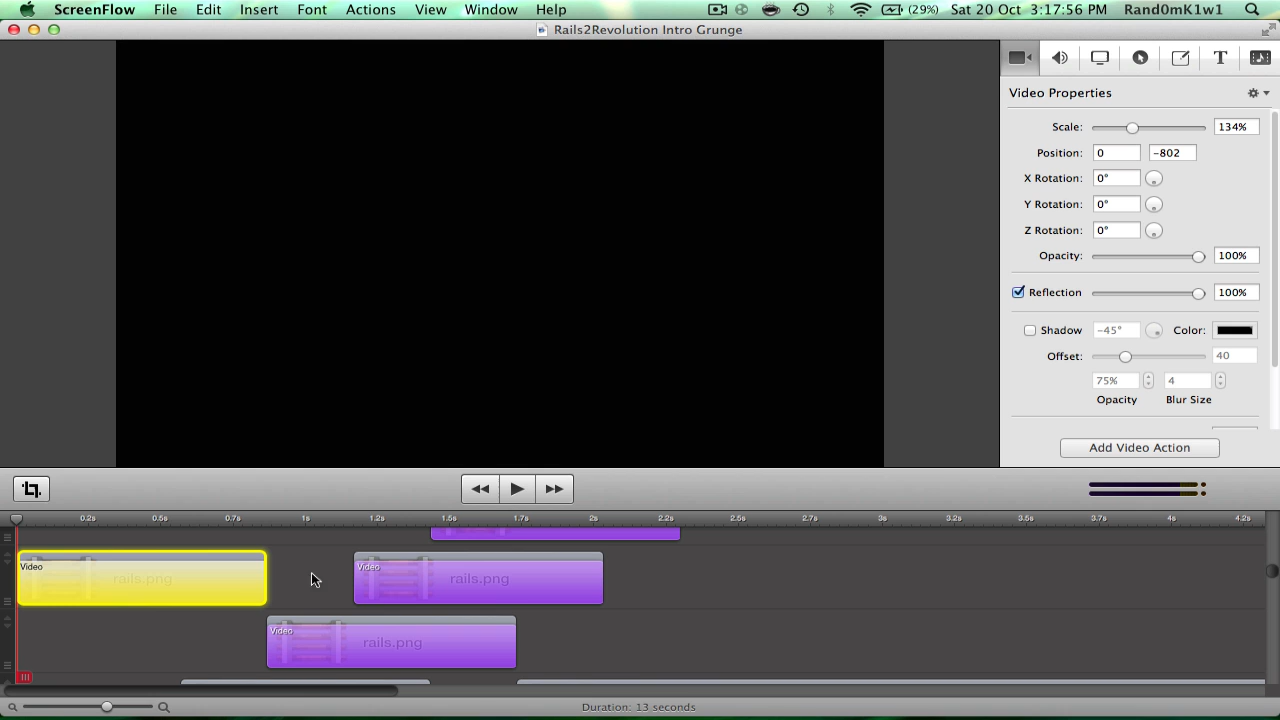 ScreenFlow File Edit Insert Font Actions View Window Help (29%) Sat 20 Oct 3:17:56 PM Rand0mK1w1
Rails2Revolution Intro Grunge
T
Video Properties
Scale: 134%
Position: 0 -802
X Rotation: 0°
Y Rotation: 0°
Z Rotation: 0°
Opacity: 100%
Reflection 100%
Shadow -45° Color:
Offset: 40
75% 4
Opacity Blur Size
Add Video Action
0.2s 0.5s 0.7s 1s 1.2s 1.5s 1.7s 2s 2.2s 2.5s 2.7s 3s 3.2s 3.5s 3.7s 4s 4.2s
Video rails.png
Video rails.png
Video rails.png
Duration: 13 seconds